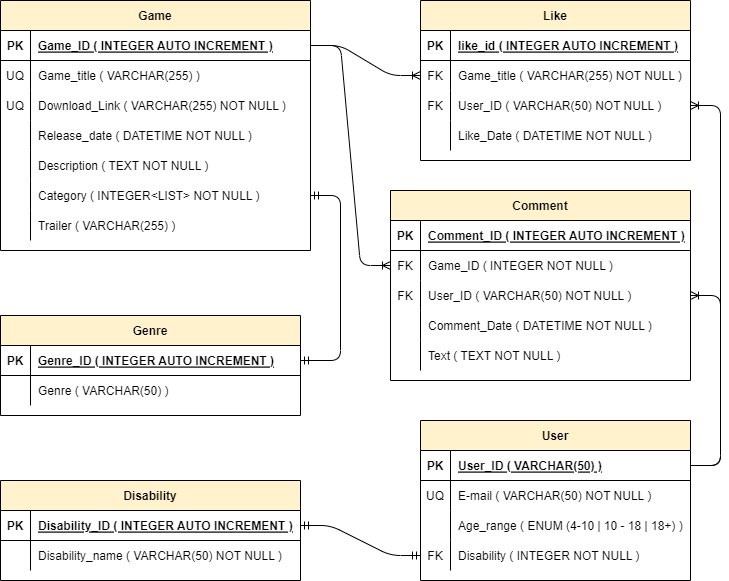 Game
PK Game_ID ( INTEGER AUTO INCREMENT )
UQ Game_title ( VARCHAR(255) )
UQ Download_Link ( VARCHAR(255) NOT NULL )
Release_date ( DATETIME NOT NULL )
Description ( TEXT NOT NULL )
Category ( INTEGER<LIST> NOT NULL )
Trailer ( VARCHAR(255) )
Like
PK like_id ( INTEGER AUTO INCREMENT )
FK Game_title ( VARCHAR(255) NOT NULL )
FK User_ID ( VARCHAR(50) NOT NULL )
Like_Date ( DATETIME NOT NULL )
Comment
PK Comment_ID ( INTEGER AUTO INCREMENT )
FK Game_ID ( INTEGER NOT NULL )
FK User_ID ( VARCHAR(50) NOT NULL )
Comment_Date ( DATETIME NOT NULL )
Text ( TEXT NOT NULL )
Genre
PK Genre_ID ( INTEGER AUTO INCREMENT )
Genre ( VARCHAR(50) )
User
PK User_ID ( VARCHAR(50) )
UQ E-mail ( VARCHAR(50) NOT NULL )
Age_range ( ENUM (4-10 | 10 - 18 | 18+) )
FK Disability ( INTEGER NOT NULL )
Disability
PK Disability_ID ( INTEGER AUTO INCREMENT )
Disability_name ( VARCHAR(50) NOT NULL )